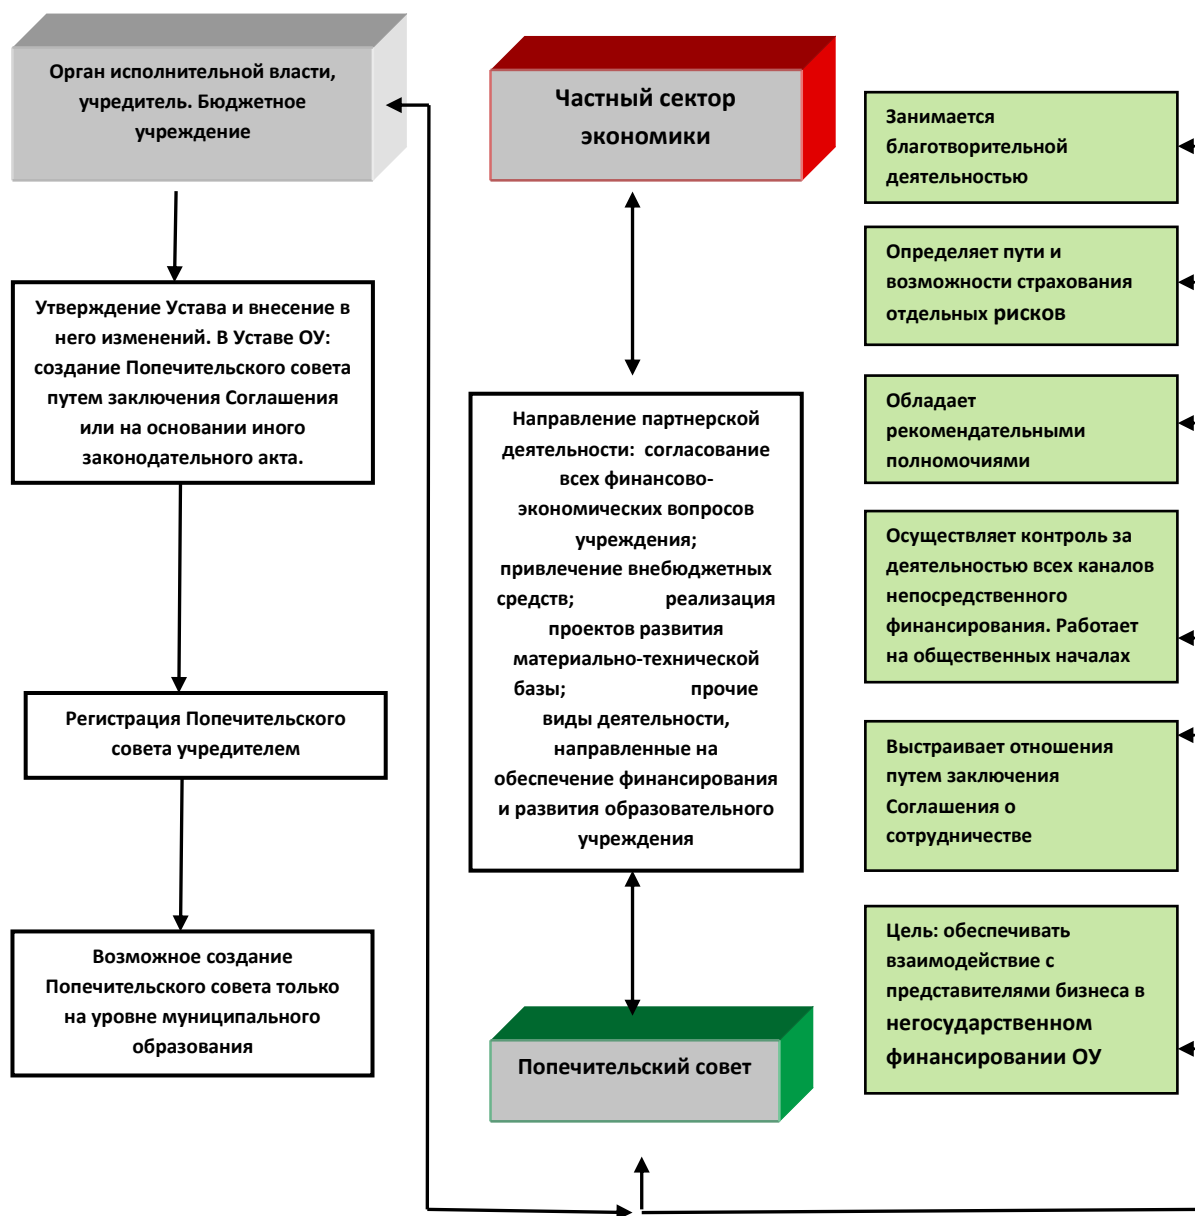 Орган исполнительной власти,
учредитель. Бюджетное
учреждение
Утверждение Устава и внесение в
него изменений. В Уставе ОУ:
создание Попечительского совета
путем заключения Соглашения
или на основании иного
законодательного акта.
Регистрация Попечительского
совета учредителем
Возможное создание
Попечительского совета только
на уровне муниципального
образования
Частный сектор
экономики
Направление партнерской
деятельности: согласование
всех финансово-
экономических вопросов
учреждения;
привлечение внебюджетных
средств; реализация
проектов развития
материально-технической
базы; прочие
виды деятельности,
направленные на
обеспечение финансирования
и развития образовательного
учреждения
Попечительский совет
Занимается
благотворительной
деятельностью
Определяет пути и
возможности страхования
отдельных рисков
Обладает
рекомендательными
полномочиями
Осуществляет контроль за
деятельностью всех каналов
непосредственного
финансирования. Работает
на общественных началах
Выстраивает отношения
путем заключения
Соглашения о
сотрудничестве
Цель: обеспечивать
взаимодействие с
представителями бизнеса в
негосударственном
финансировании ОУ